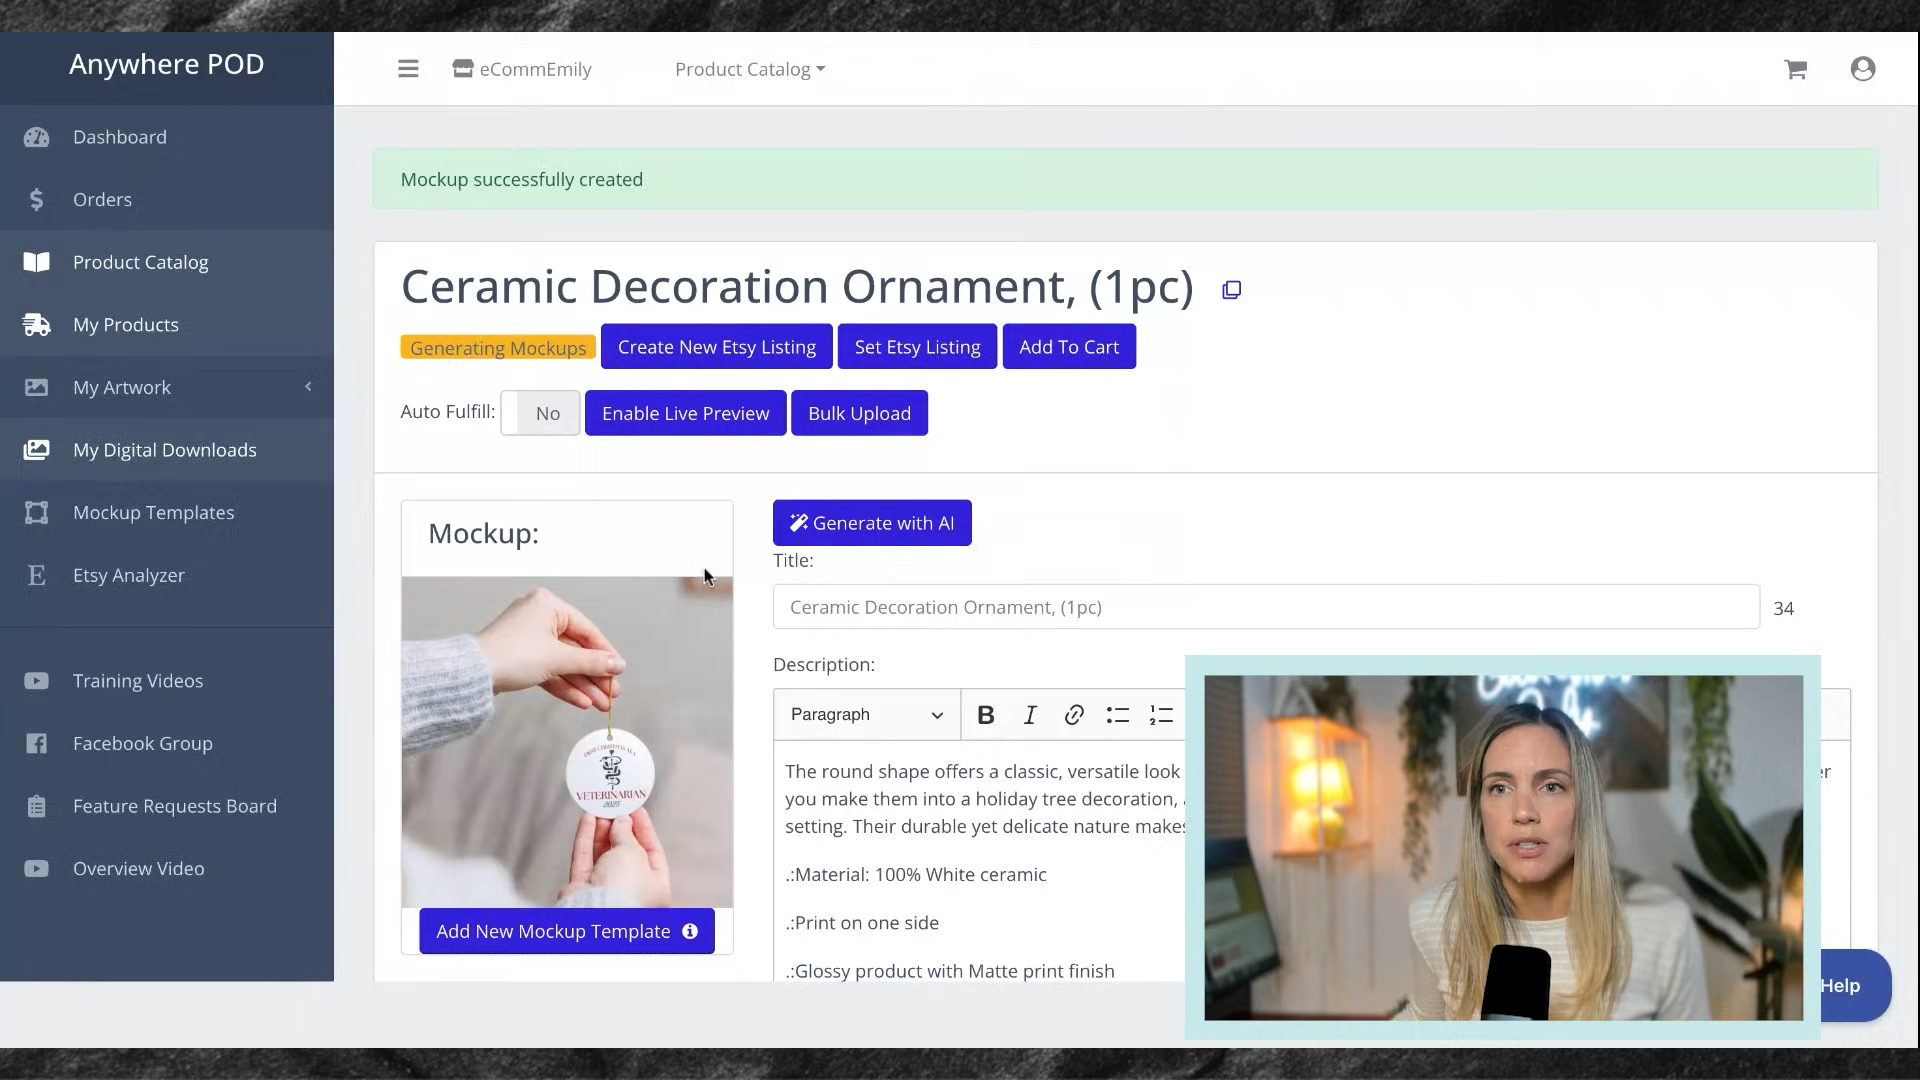 Anywhere POD
eCommEmily
Product Catalog
Dashboard
Orders
Product Catalog
My Products
My Artwork
My Digital Downloads
Mockup Templates
Etsy Analyzer
Training Videos
Facebook Group
Feature Requests Board
Overview Video
Mockup successfully created
Ceramic Decoration Ornament, (1pc)
Generating Mockups
Create New Etsy Listing
Set Etsy Listing
Add To Cart
Auto Fulfill:
No
Enable Live Preview
Bulk Upload
Mockup:
VETERINARIAN
2025
Add New Mockup Template
Generate with AI
Title:
Ceramic Decoration Ornament, (1pc)
34
Description:
Paragraph
The round shape offers a classic, versatile look
you make them into a holiday tree decoration,
setting. Their durable yet delicate nature makes
.:Material: 100% White ceramic
.:Print on one side
.:Glossy product with Matte print finish
Help